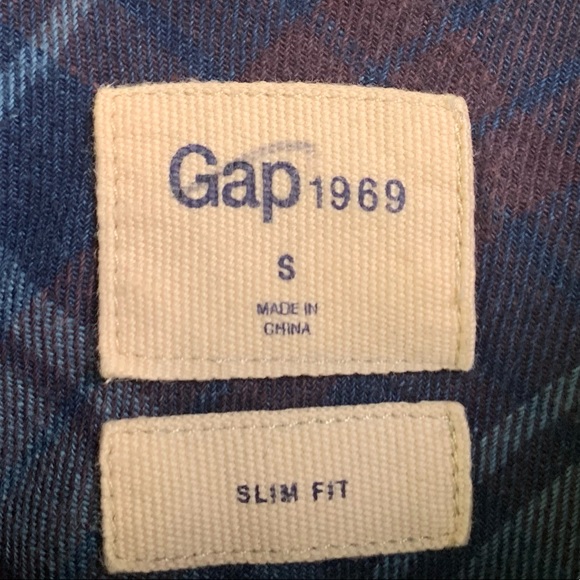 Gap 1969
S
MADE IN
CHINA
SLIM FIT